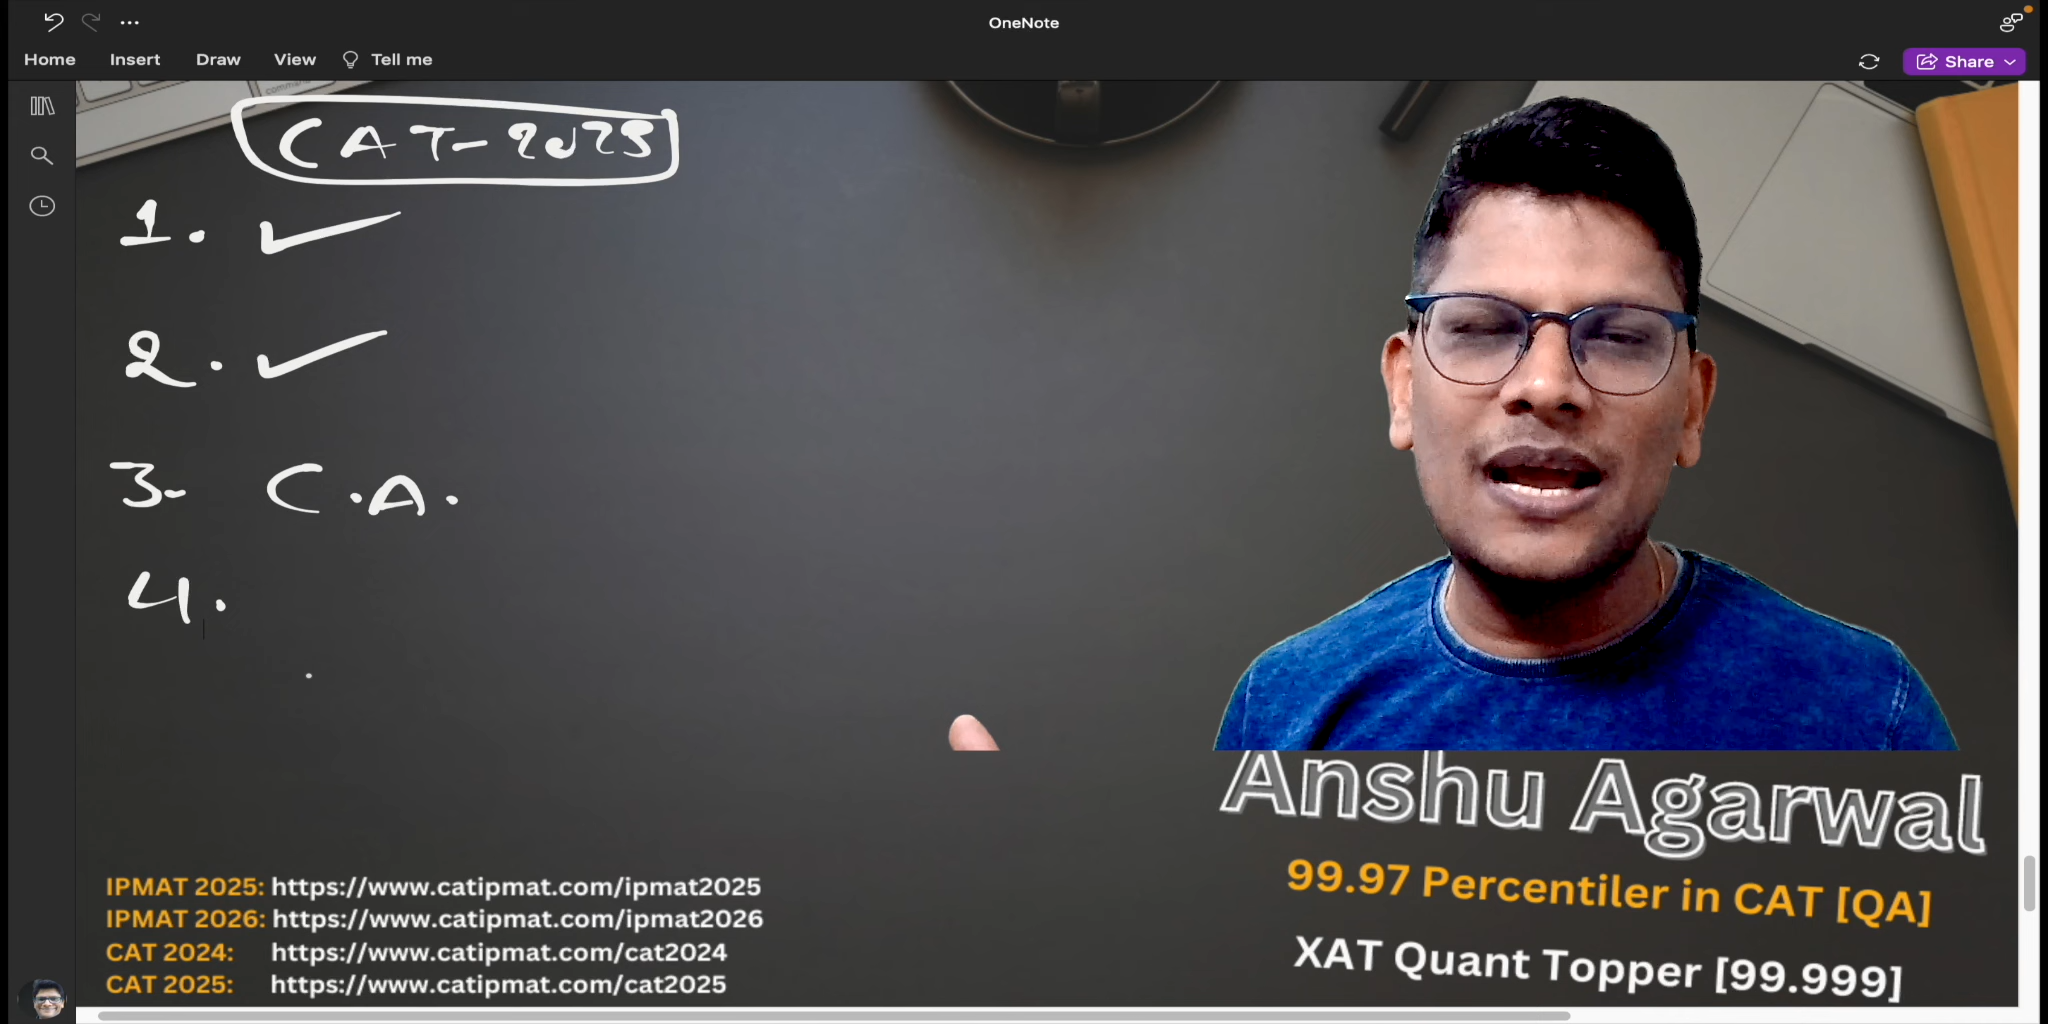 OneNote
Home Insert Draw View Tell me
Share
CAT-2025
1.
2.
3- C.A.
4.
Anshu Agarwal
99.97 Percentiler in CAT [QA]
XAT Quant Topper [99.999]
IPMAT 2025: https://www.catipmat.com/ipmat2025
IPMAT 2026: https://www.catipmat.com/ipmat2026
CAT 2024: https://www.catipmat.com/cat2024
CAT 2025: https://www.catipmat.com/cat2025